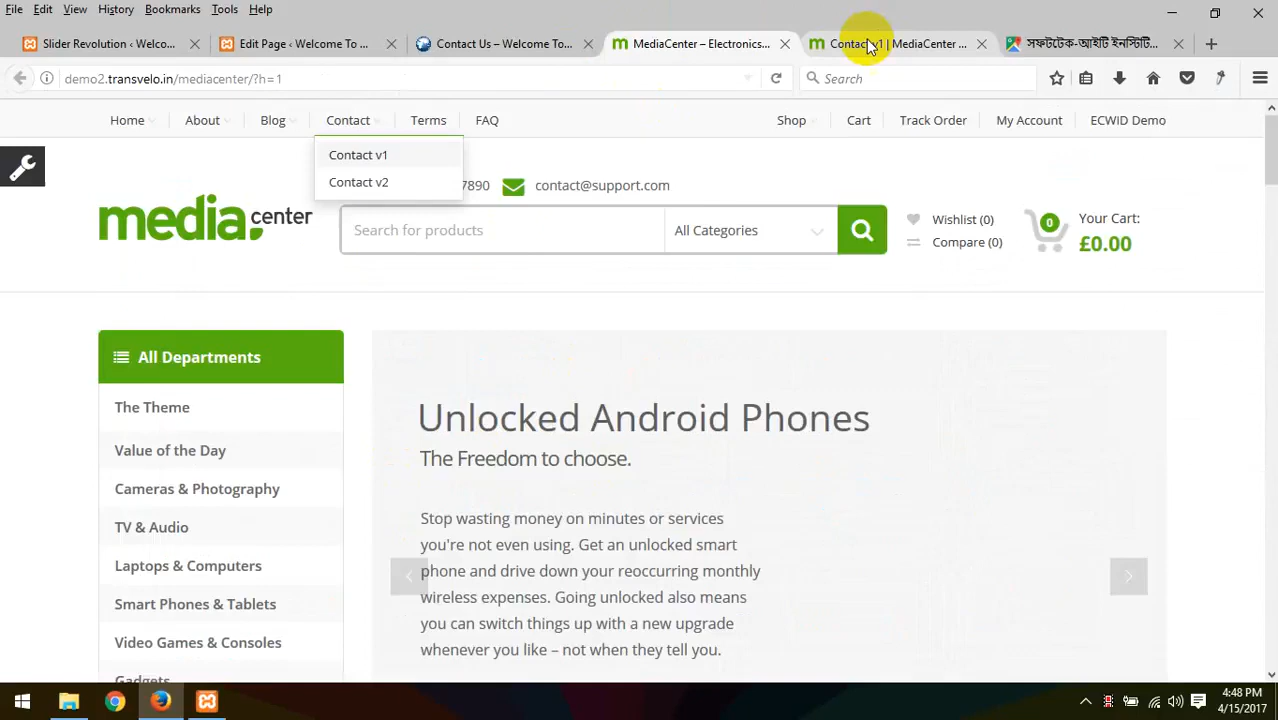 File Edit View History Bookmarks Tools Help
Slider Revolution ‹ Welco...
Edit Page ‹ Welcome To ...
Contact Us – Welcome To...
MediaCenter – Electronics...
Contact v1 | MediaCenter ...
সফটটেক-আইটি ইনস্টিটি...
demo2.transvelo.in/mediacenter/?h=1
Search
Home About Blog Contact Terms FAQ Shop Cart Track Order My Account ECWID Demo
Contact v1
Contact v2
media center
7890 contact@support.com
Search for products All Categories
Wishlist (0)
Compare (0)
0
Your Cart:
£0.00
All Departments
The Theme
Value of the Day
Cameras & Photography
TV & Audio
Laptops & Computers
Smart Phones & Tablets
Video Games & Consoles
Gadgets
Unlocked Android Phones
The Freedom to choose.
Stop wasting money on minutes or services
you're not even using. Get an unlocked smart
phone and drive down your reoccurring monthly
wireless expenses. Going unlocked also means
you can switch things up with a new upgrade
whenever you like – not when they tell you.
4:48 PM
4/15/2017